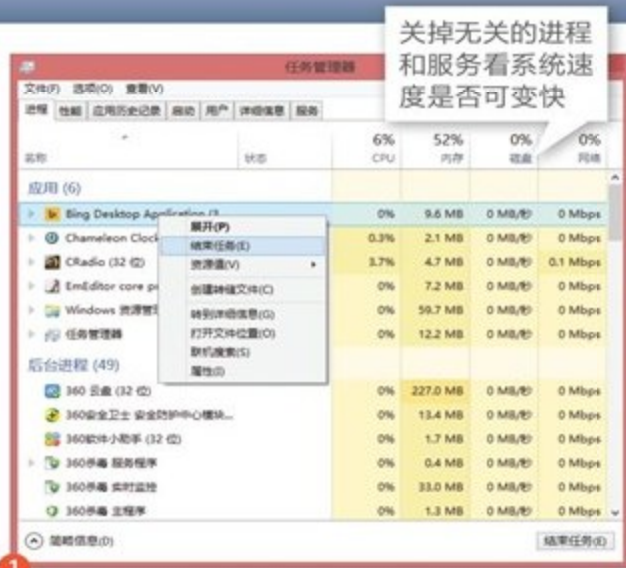 关掉无关的进程
和服务看系统速
度是否可变快
任务管理器
文件(F) 选项(O) 查看(V)
进程 性能 应用历史记录 启动 用户 详细信息 服务
6% 52% 0% 0%
名称 状态 CPU 内存 磁盘 网络
应用 (6)
Bing Desktop Application (3 0% 9.6 MB 0 MB/秒 0 Mbps
展开(P)
Chameleon Clock 0.3% 2.1 MB 0 MB/秒 0 Mbps
结束任务(E)
CRadio (32 位) 3.7% 4.7 MB 0 MB/秒 0.1 Mbps
资源值(V)
EmEditor core pr 0% 7.2 MB 0 MB/秒 0 Mbps
创建转储文件(C)
Windows 资源管 0% 59.7 MB 0 MB/秒 0 Mbps
转到详细信息(G)
任务管理器 0% 12.2 MB 0 MB/秒 0 Mbps
打开文件位置(O)
联机搜索(S)
属性(I)
后台进程 (49)
360 云盘 (32 位) 0% 227.0 MB 0 MB/秒 0 Mbps
360安全卫士 安全防护中心模块... 0% 13.4 MB 0 MB/秒 0 Mbps
360软件小助手 (32 位) 0% 1.7 MB 0 MB/秒 0 Mbps
360杀毒 服务程序 0% 0.4 MB 0 MB/秒 0 Mbps
360杀毒 实时监控 0% 33.0 MB 0 MB/秒 0 Mbps
360杀毒 主程序 0% 1.3 MB 0 MB/秒 0 Mbps
简略信息(D) 结束任务(E)
1